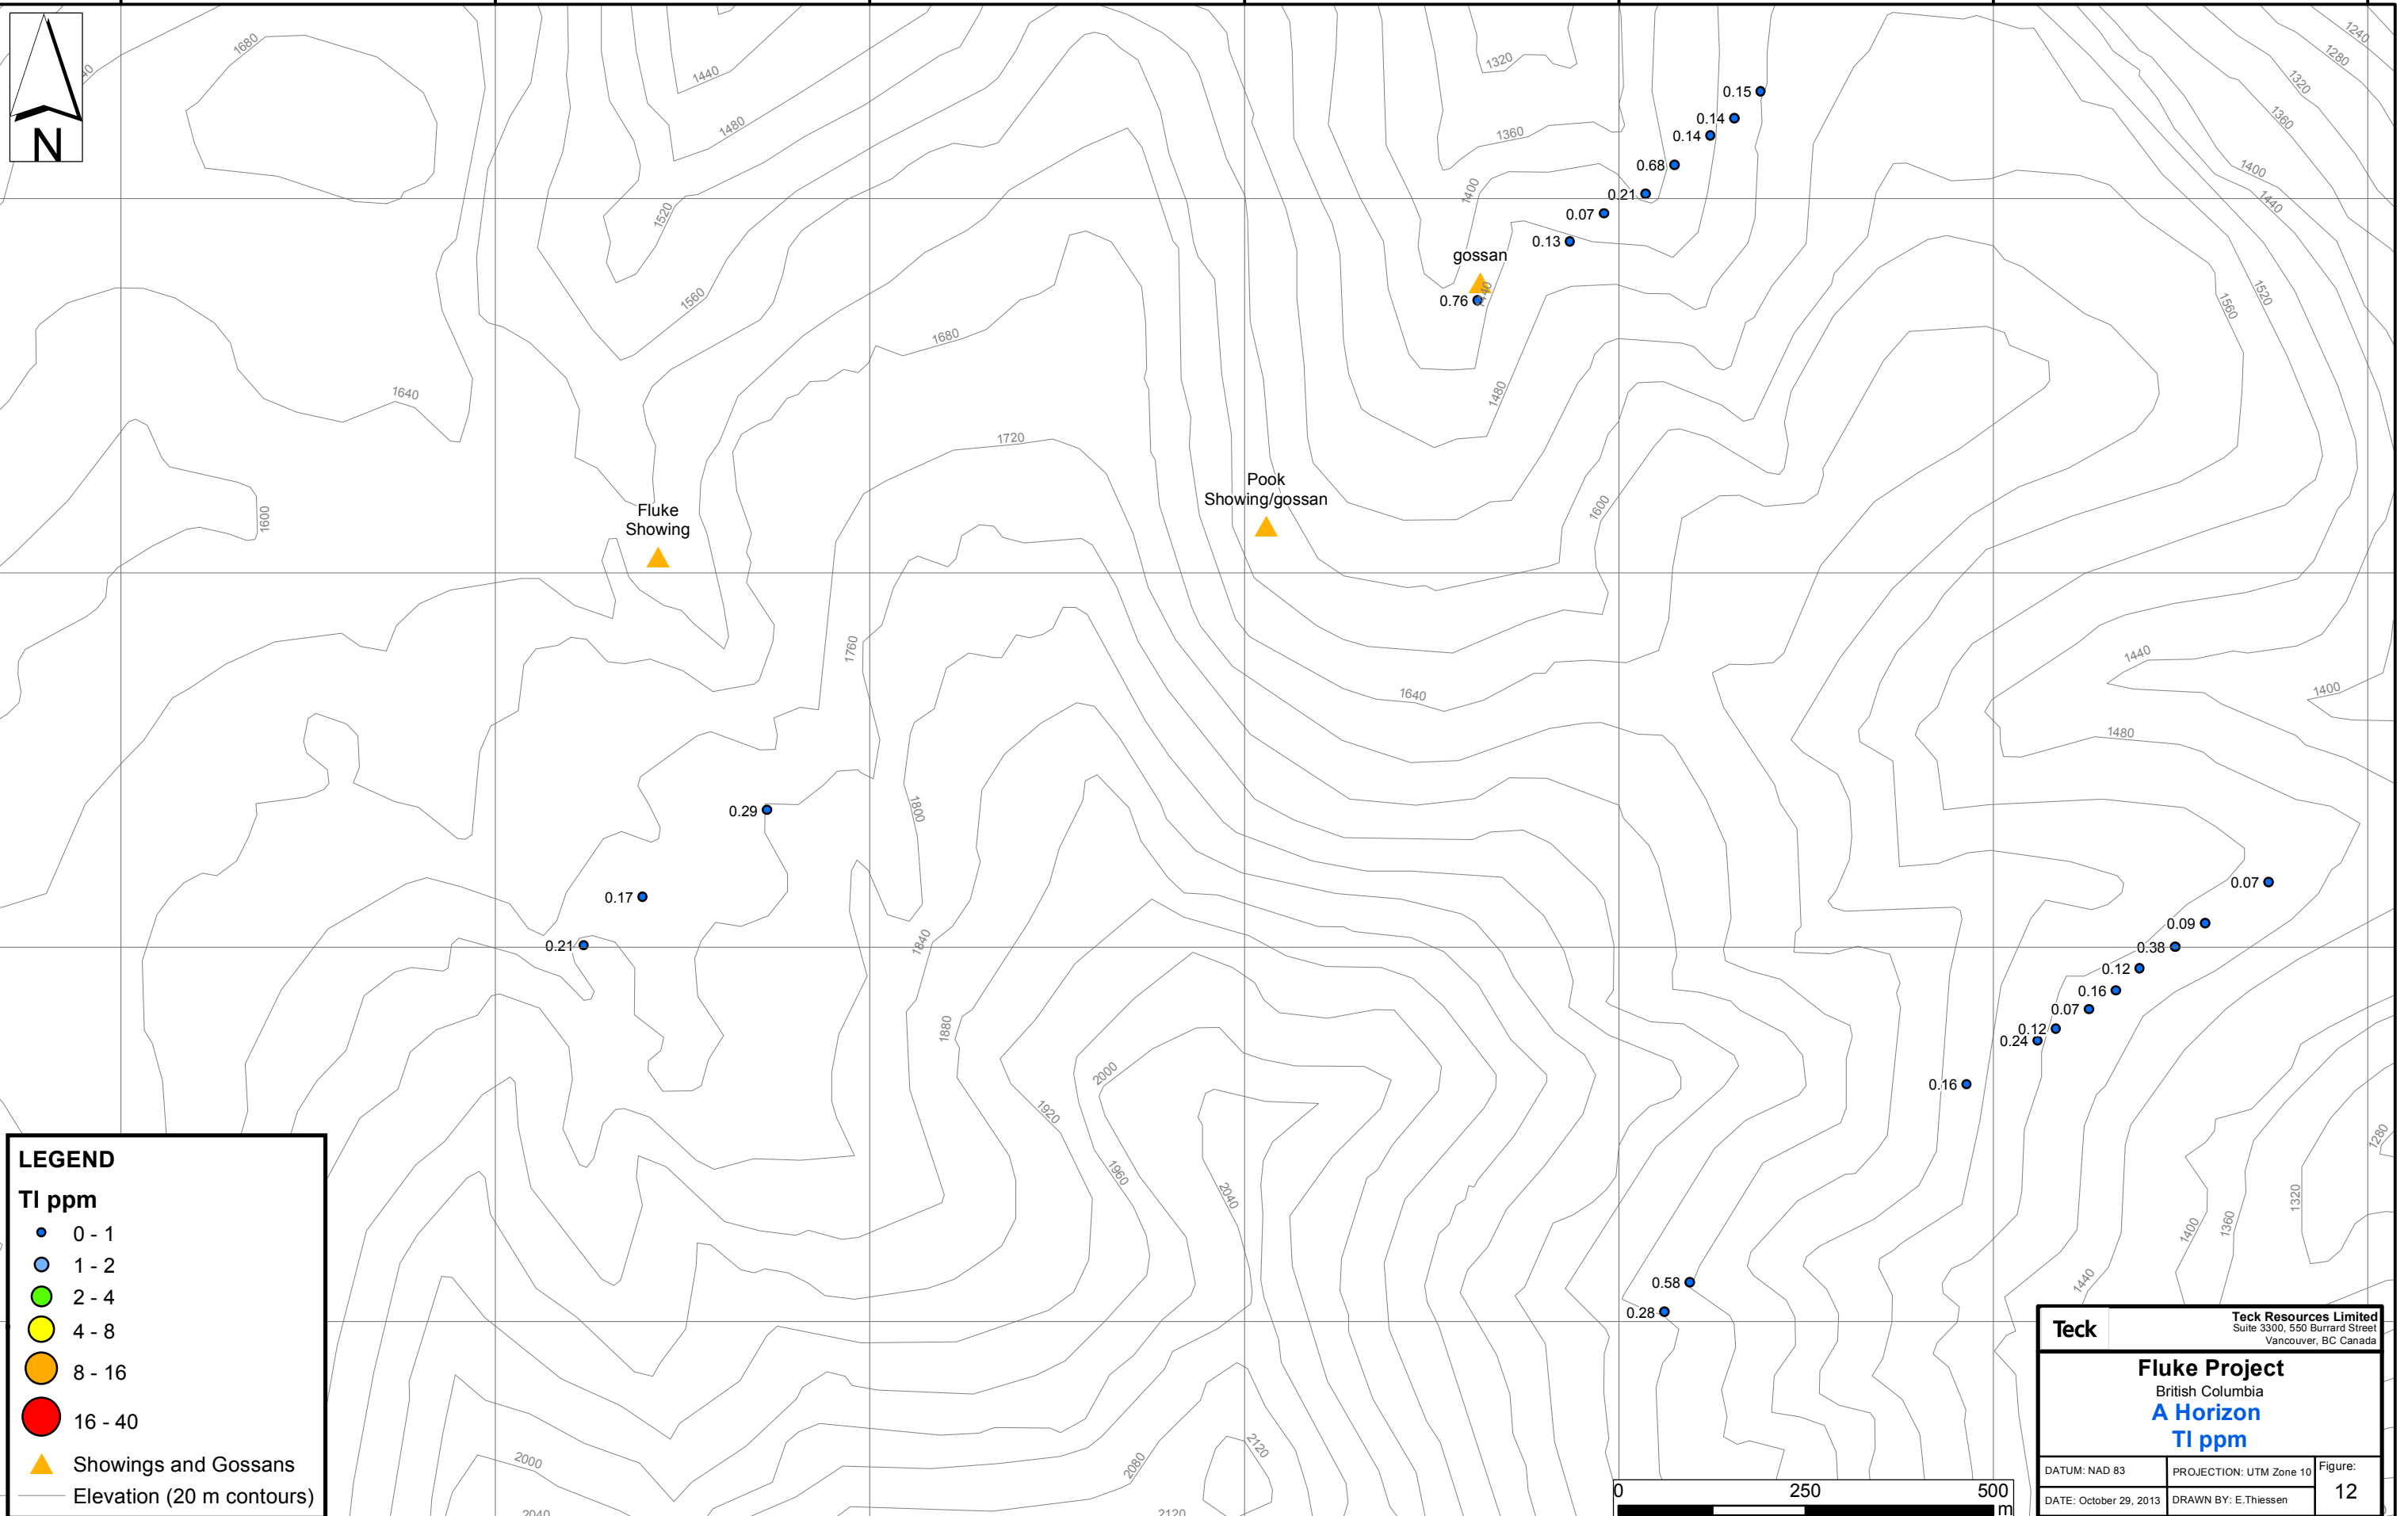 1240
1280
1320
1360
1400
1440
1680
40
1440
1480
1520
1560
1320
1360
1400
0.15
0.14
0.14
0.68
0.21
0.07
0.13
gossan
0.76
1520
1560
N
1640
1680
1480
1720
1600
1600
Pook
Showing/gossan
Fluke
Showing
1760
1640
1440
1400
1480
1800
0.29
0.17
0.21
1840
1880
0.07
0.09
0.38
0.12
0.16
0.07
0.12
0.24
0.16
2000
1920
1960
2040
1280
1320
1360
1400
1440
0.58
0.28
2000
2040
2080
2120
2120
LEGEND
Tl ppm
0 - 1
1 - 2
2 - 4
4 - 8
8 - 16
16 - 40
Showings and Gossans
Elevation (20 m contours)
0 250 500
m
Teck
Teck Resources Limited
Suite 3300, 550 Burrard Street
Vancouver, BC Canada
Fluke Project
British Columbia
A Horizon
Tl ppm
DATUM: NAD 83
PROJECTION: UTM Zone 10
Figure:
12
DATE: October 29, 2013
DRAWN BY: E.Thiessen